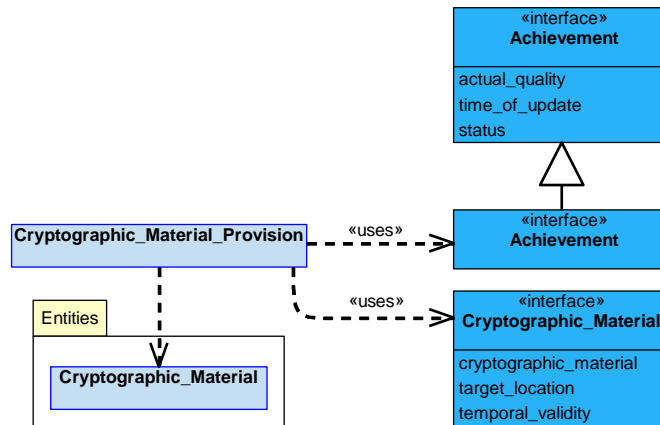 «interface»
Achievement
actual_quality
time_of_update
status
«interface»
Achievement
Cryptographic_Material_Provision
«uses»
«uses»
«interface»
Cryptographic_Material
cryptographic_material
target_location
temporal_validity
Entities
Cryptographic_Material